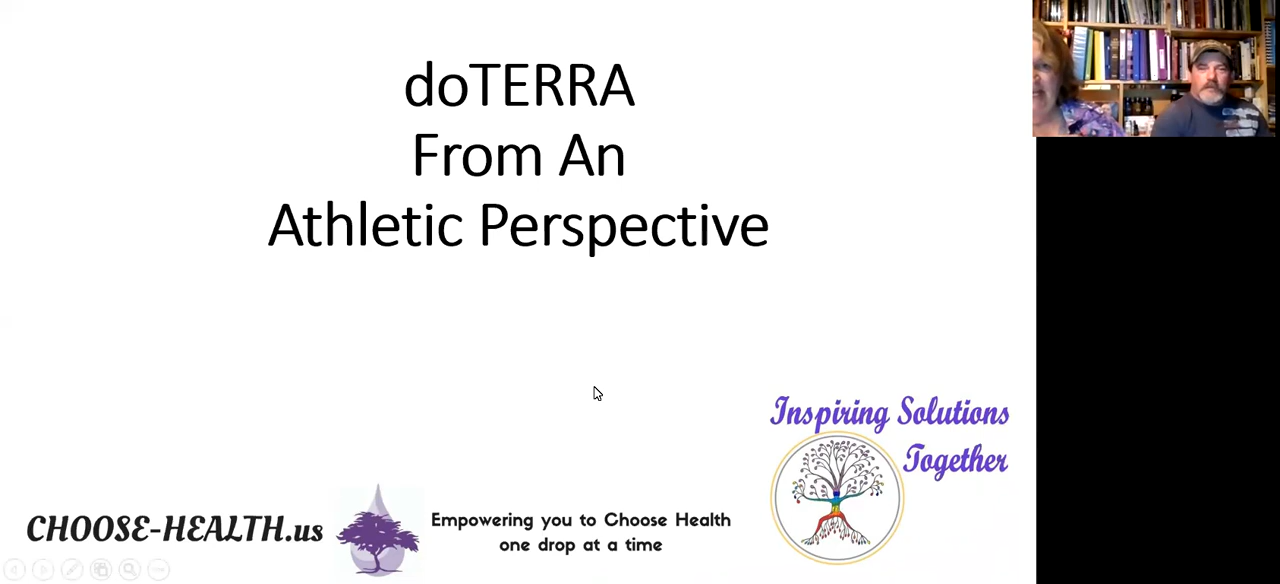 doTERRA
From An
Athletic Perspective
Inspiring Solutions
Together
CHOOSE-HEALTH.us
Empowering you to Choose Health
one drop at a time